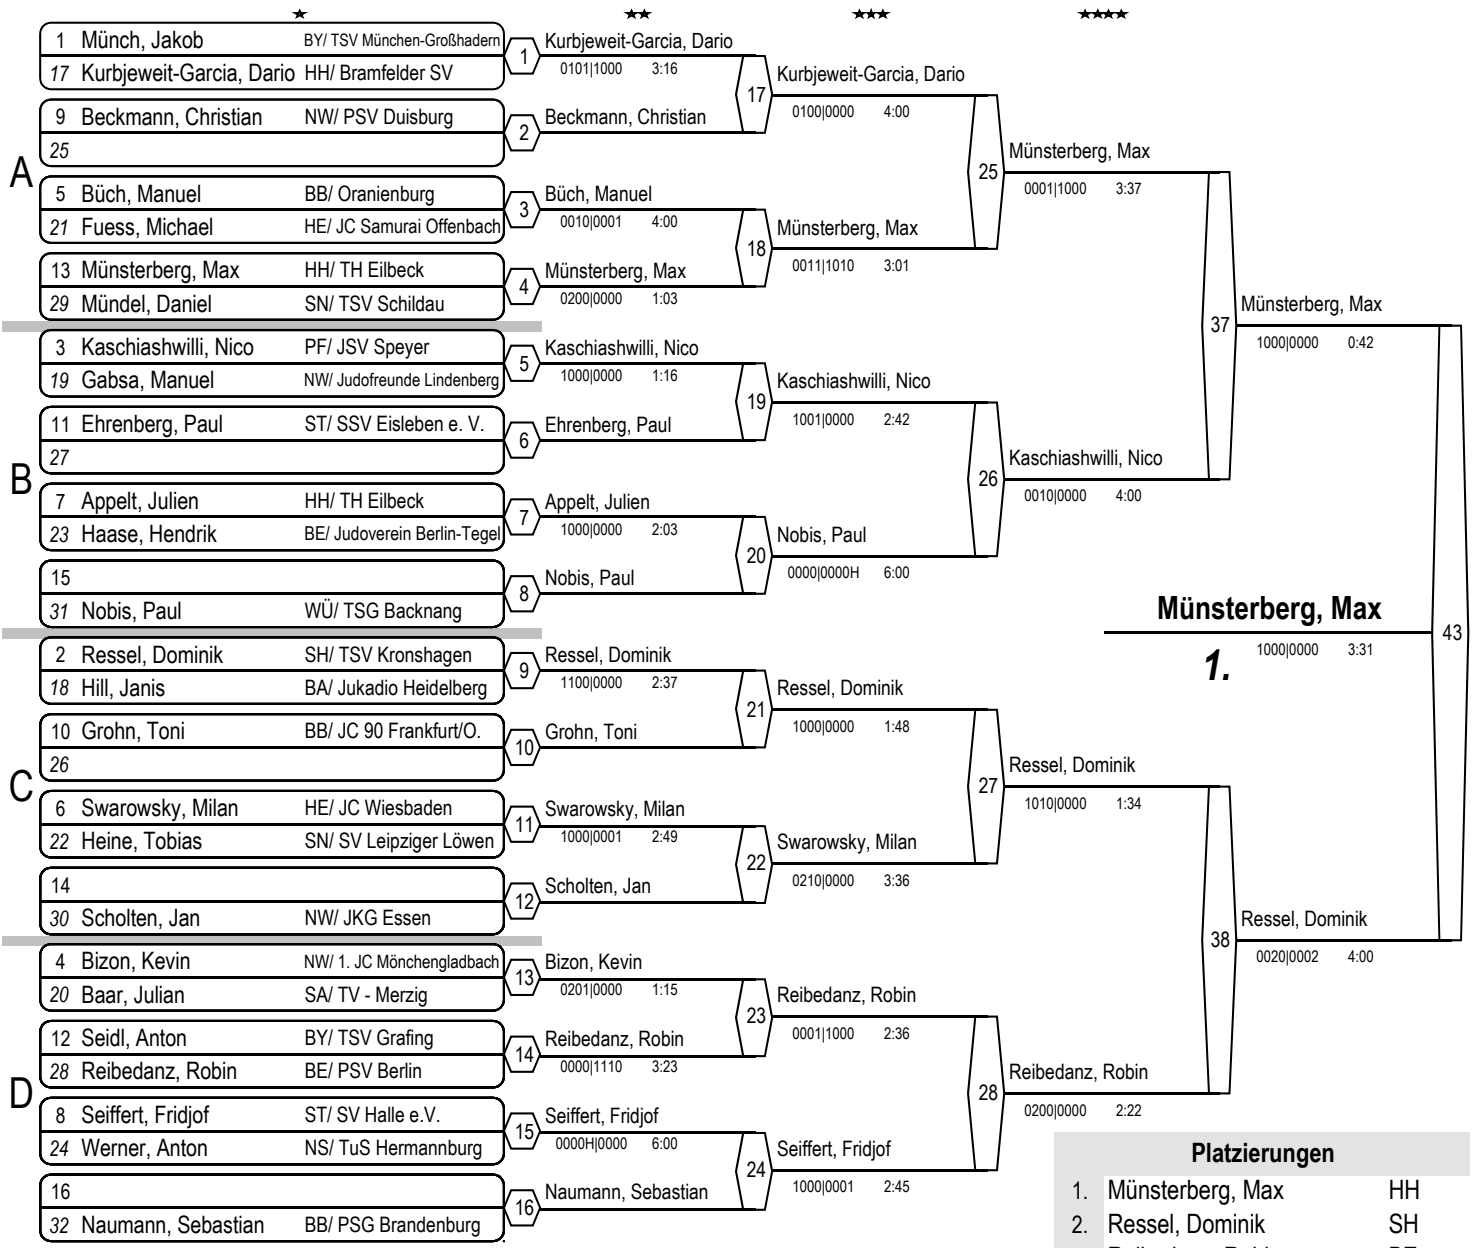 ★ ★★ ★★★ ★★★★
1 Münch, Jakob BY/ TSV München-Großhadern
17 Kurbjeweit-Garcia, Dario HH/ Bramfelder SV
9 Beckmann, Christian NW/ PSV Duisburg
25
A
5 Büch, Manuel BB/ Oranienburg
21 Fuess, Michael HE/ JC Samurai Offenbach
13 Münsterberg, Max HH/ TH Eilbeck
29 Mündel, Daniel SN/ TSV Schildau
3 Kaschiashwilli, Nico PF/ JSV Speyer
19 Gabsa, Manuel NW/ Judofreunde Lindenberg
11 Ehrenberg, Paul ST/ SSV Eisleben e. V.
27
B
7 Appelt, Julien HH/ TH Eilbeck
23 Haase, Hendrik BE/ Judoverein Berlin-Tegel
15
31 Nobis, Paul WÜ/ TSG Backnang
2 Ressel, Dominik SH/ TSV Kronshagen
18 Hill, Janis BA/ Jukadio Heidelberg
10 Grohn, Toni BB/ JC 90 Frankfurt/O.
26
C
6 Swarowsky, Milan HE/ JC Wiesbaden
22 Heine, Tobias SN/ SV Leipziger Löwen
14
30 Scholten, Jan NW/ JKG Essen
4 Bizon, Kevin NW/ 1. JC Mönchengladbach
20 Baar, Julian SA/ TV - Merzig
12 Seidl, Anton BY/ TSV Grafing
28 Reibedanz, Robin BE/ PSV Berlin
D
8 Seiffert, Fridjof ST/ SV Halle e.V.
24 Werner, Anton NS/ TuS Hermannburg
16
32 Naumann, Sebastian BB/ PSG Brandenburg
1 Kurbjeweit-Garcia, Dario
0101|1000 3:16
2 Beckmann, Christian
3 Büch, Manuel
0010|0001 4:00
4 Münsterberg, Max
0200|0000 1:03
5 Kaschiashwilli, Nico
1000|0000 1:16
6 Ehrenberg, Paul
7 Appelt, Julien
1000|0000 2:03
8 Nobis, Paul
9 Ressel, Dominik
1100|0000 2:37
10 Grohn, Toni
11 Swarowsky, Milan
1000|0001 2:49
12 Scholten, Jan
13 Bizon, Kevin
0201|0000 1:15
14 Reibedanz, Robin
0000|1110 3:23
15 Seiffert, Fridjof
0000H|0000 6:00
16 Naumann, Sebastian
17 Kurbjeweit-Garcia, Dario
0100|0000 4:00
18 Münsterberg, Max
0011|1010 3:01
19 Kaschiashwilli, Nico
1001|0000 2:42
20 Nobis, Paul
0000|0000H 6:00
21 Ressel, Dominik
1000|0000 1:48
22 Swarowsky, Milan
0210|0000 3:36
23 Reibedanz, Robin
0001|1000 2:36
24 Seiffert, Fridjof
1000|0001 2:45
25 Münsterberg, Max
0001|1000 3:37
26 Kaschiashwilli, Nico
0010|0000 4:00
27 Ressel, Dominik
1010|0000 1:34
28 Reibedanz, Robin
0200|0000 2:22
37 Münsterberg, Max
1000|0000 0:42
38 Ressel, Dominik
0020|0002 4:00
43 Münsterberg, Max
1. 1000|0000 3:31
Platzierungen
1. Münsterberg, Max HH
2. Ressel, Dominik SH